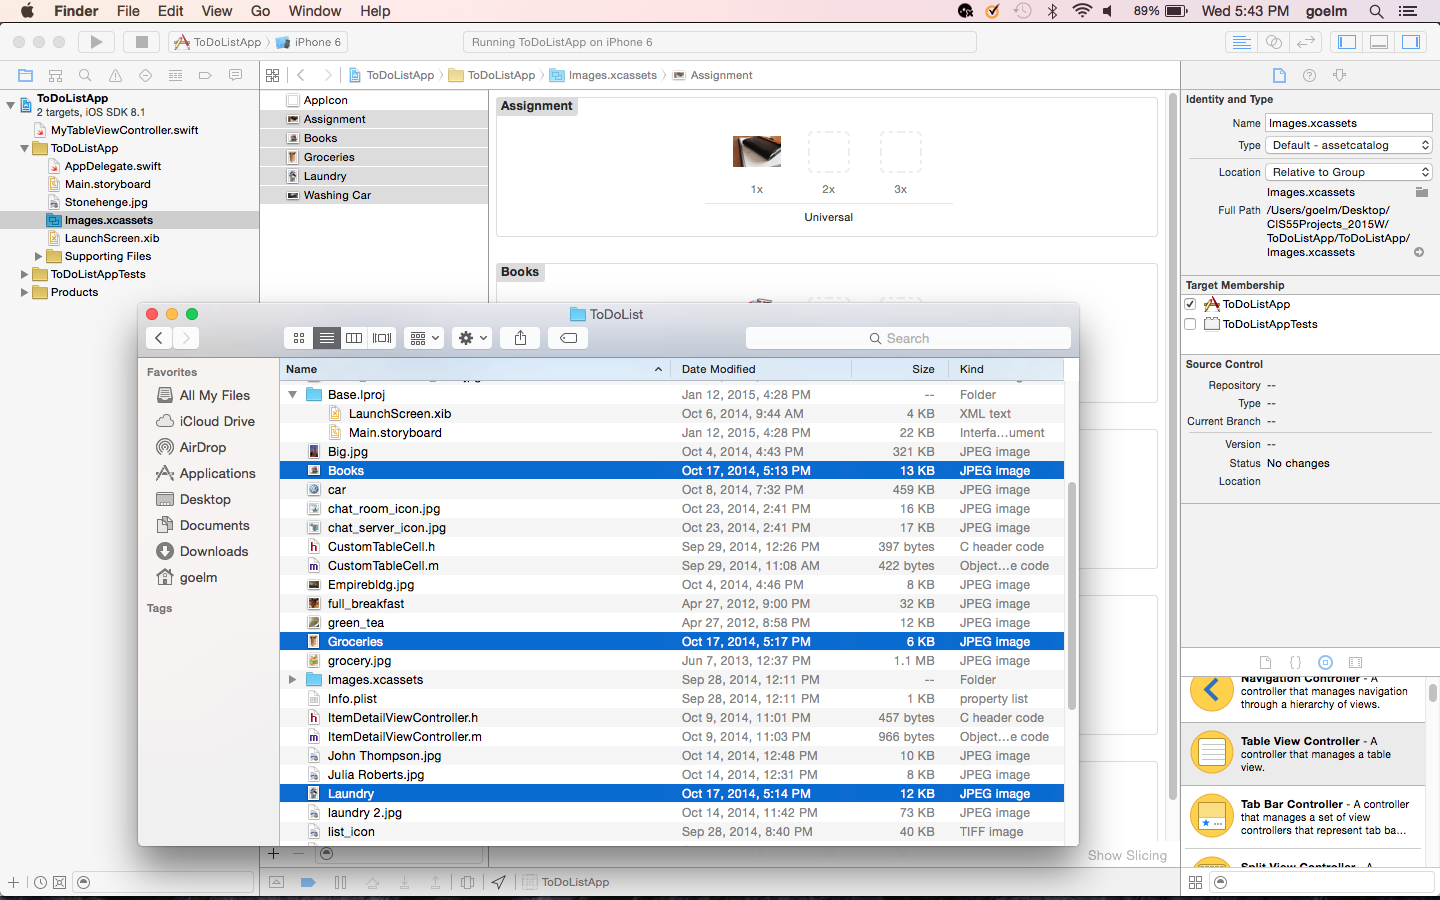 Finder File Edit View Go Window Help 89% Wed 5:43 PM goelm
ToDoListApp iPhone 6 Running ToDoListApp on iPhone 6
ToDoListApp ToDoListApp Images.xcassets Assignment
ToDoListApp
2 targets, iOS SDK 8.1
MyTableViewController.swift
ToDoListApp
AppDelegate.swift
Main.storyboard
Stonehenge.jpg
Images.xcassets
LaunchScreen.xib
Supporting Files
ToDoListAppTests
Products
AppIcon
Assignment
Books
Groceries
Laundry
Washing Car
Assignment
1x 2x 3x
Universal
Books
Identity and Type
Name Images.xcassets
Type Default - assetcatalog
Location Relative to Group
Images.xcassets
Full Path /Users/goelm/Desktop/
CIS55Projects_2015W/
ToDoListApp/ToDoListApp/
Images.xcassets
Target Membership
ToDoListApp
ToDoListAppTests
Source Control
Repository --
Type --
Current Branch --
Version --
Status No changes
Location
ToDoList
Search
Favorites
All My Files
iCloud Drive
AirDrop
Applications
Desktop
Documents
Downloads
goelm
Tags
Name Date Modified Size Kind
Base.lproj Jan 12, 2015, 4:28 PM -- Folder
LaunchScreen.xib Oct 6, 2014, 9:44 AM 4 KB XML text
Main.storyboard Jan 12, 2015, 4:28 PM 22 KB Interfa...ument
Big.jpg Oct 4, 2014, 4:43 PM 321 KB JPEG image
Books Oct 17, 2014, 5:13 PM 13 KB JPEG image
car Oct 8, 2014, 7:32 PM 459 KB JPEG image
chat_room_icon.jpg Oct 23, 2014, 2:41 PM 16 KB JPEG image
chat_server_icon.jpg Oct 23, 2014, 2:41 PM 17 KB JPEG image
CustomTableCell.h Sep 29, 2014, 12:26 PM 397 bytes C header code
CustomTableCell.m Sep 29, 2014, 11:08 AM 422 bytes Object...e code
Empirebldg.jpg Oct 4, 2014, 4:46 PM 8 KB JPEG image
full_breakfast Apr 27, 2012, 9:00 PM 32 KB JPEG image
green_tea Apr 27, 2012, 8:58 PM 12 KB JPEG image
Groceries Oct 17, 2014, 5:17 PM 6 KB JPEG image
grocery.jpg Jun 7, 2013, 12:37 PM 1.1 MB JPEG image
Images.xcassets Sep 28, 2014, 12:11 PM -- Folder
Info.plist Sep 28, 2014, 12:11 PM 1 KB property list
ItemDetailViewController.h Oct 9, 2014, 11:01 PM 457 bytes C header code
ItemDetailViewController.m Oct 9, 2014, 11:03 PM 966 bytes Object...e code
John Thompson.jpg Oct 14, 2014, 12:48 PM 10 KB JPEG image
Julia Roberts.jpg Oct 14, 2014, 12:31 PM 8 KB JPEG image
Laundry Oct 17, 2014, 5:14 PM 12 KB JPEG image
laundry 2.jpg Oct 14, 2014, 11:42 PM 73 KB JPEG image
list_icon Sep 28, 2014, 8:40 PM 40 KB TIFF image
Navigation Controller - A
controller that manages navigation
through a hierarchy of views.
Table View Controller - A
controller that manages a table
view.
Tab Bar Controller - A controller
that manages a set of view
controllers that represent tab ba...
Split View Controller - A
Show Slicing
ToDoListApp